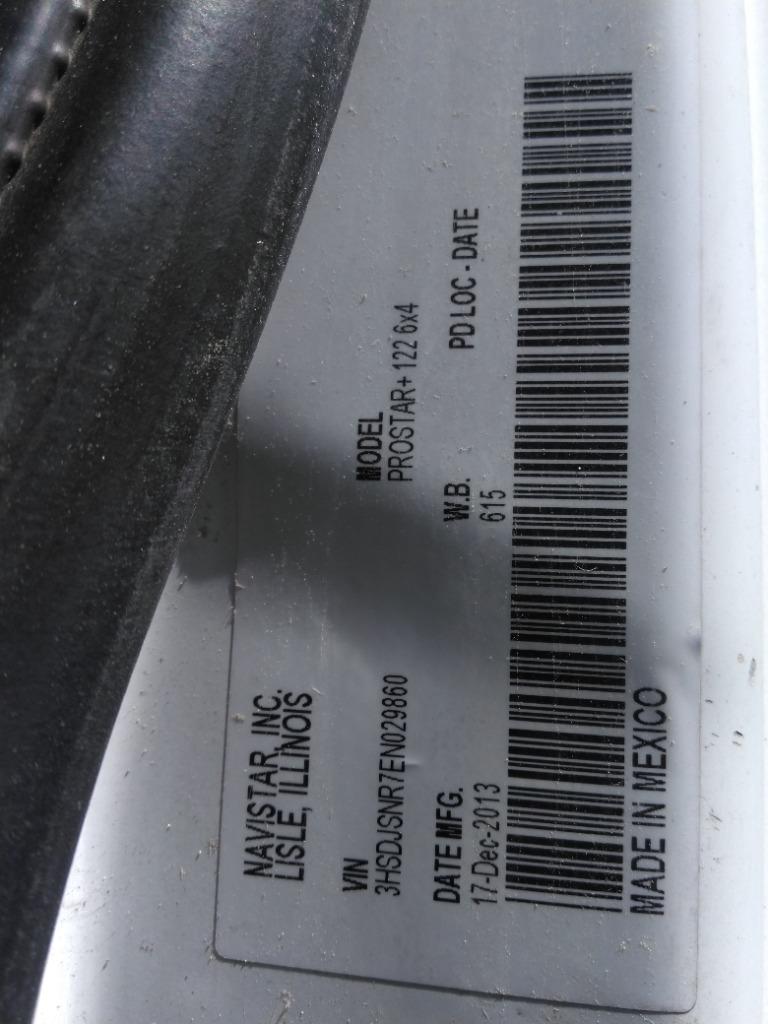 NAVISTAR, INC.
LISLE, ILLINOIS
VIN
3HSDJSNR7EN029860
MODEL
PROSTAR+ 122 6x4
DATE MFG.
17-Dec-2013
W.B.
615
PD LOC - DATE
MADE IN MEXICO